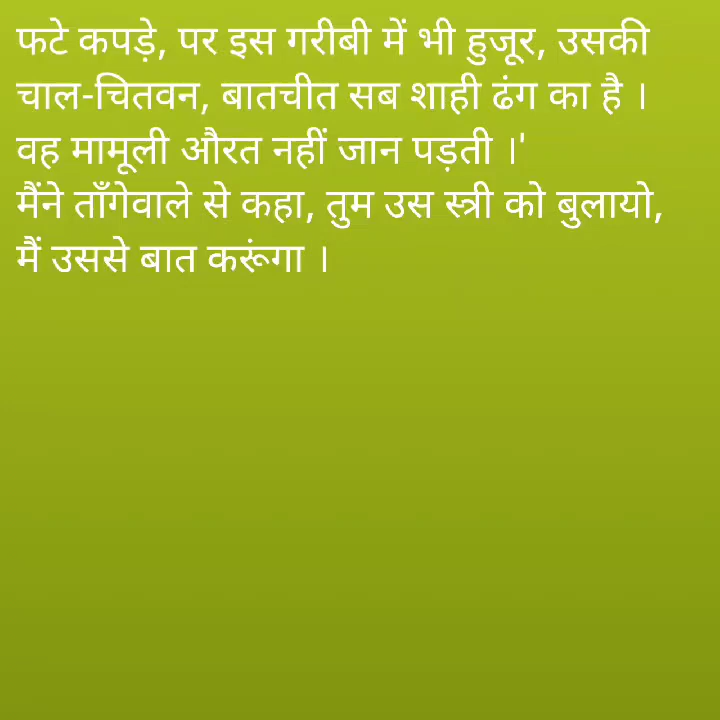 फटे कपड़े, पर इस गरीबी में भी हुजूर, उसकी
चाल-चितवन, बातचीत सब शाही ढंग का है ।
वह मामूली औरत नहीं जान पड़ती ।'
मैंने ताँगेवाले से कहा, तुम उस स्त्री को बुलायो,
मैं उससे बात करूंगा ।